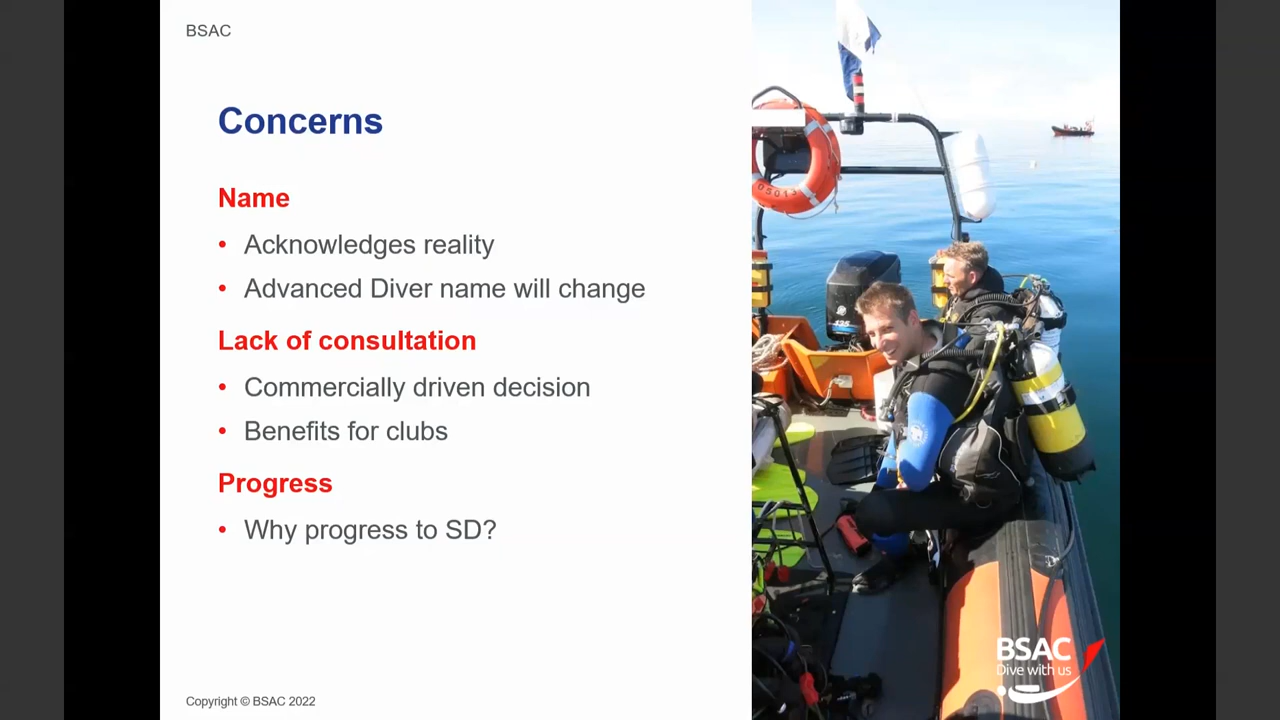 BSAC
Concerns
Name
• Acknowledges reality
• Advanced Diver name will change
Lack of consultation
• Commercially driven decision
• Benefits for clubs
Progress
• Why progress to SD?
Copyright © BSAC 2022
05013
BSAC
Dive with us